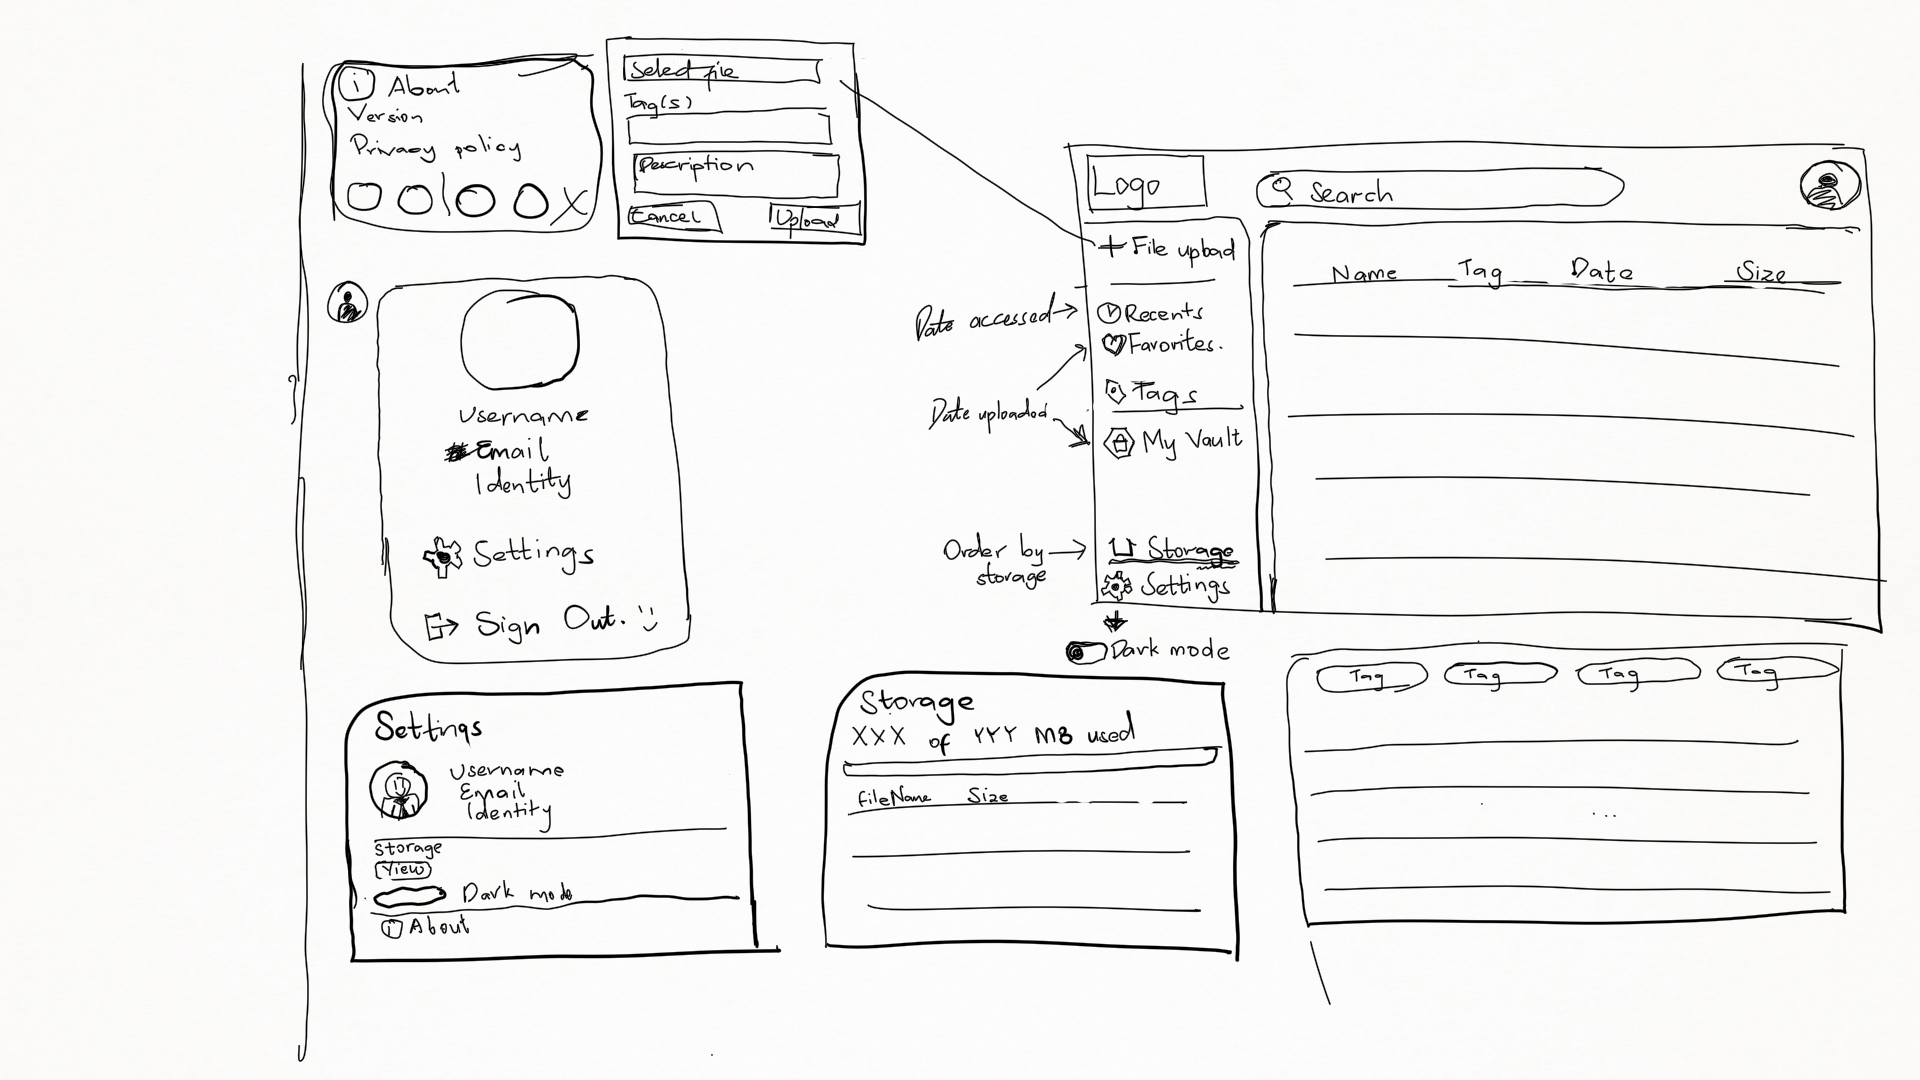 i About
Version
Privacy policy
Select file
Tag(s)
Description
Cancel
Upload
Logo
Search
+ File upload
Name Tag Date Size
Date accessed
Recents
Favorites.
Tags
Date uploaded
My Vault
Order by
storage
Storage
Settings
Dark mode
Username
Email
Identity
Settings
Sign Out. :)
Settings
Username
Email
Identity
Storage
View
Dark mode
i About
Storage
XXX of YYY MB used
FileName Size
Tag Tag Tag Tag
...